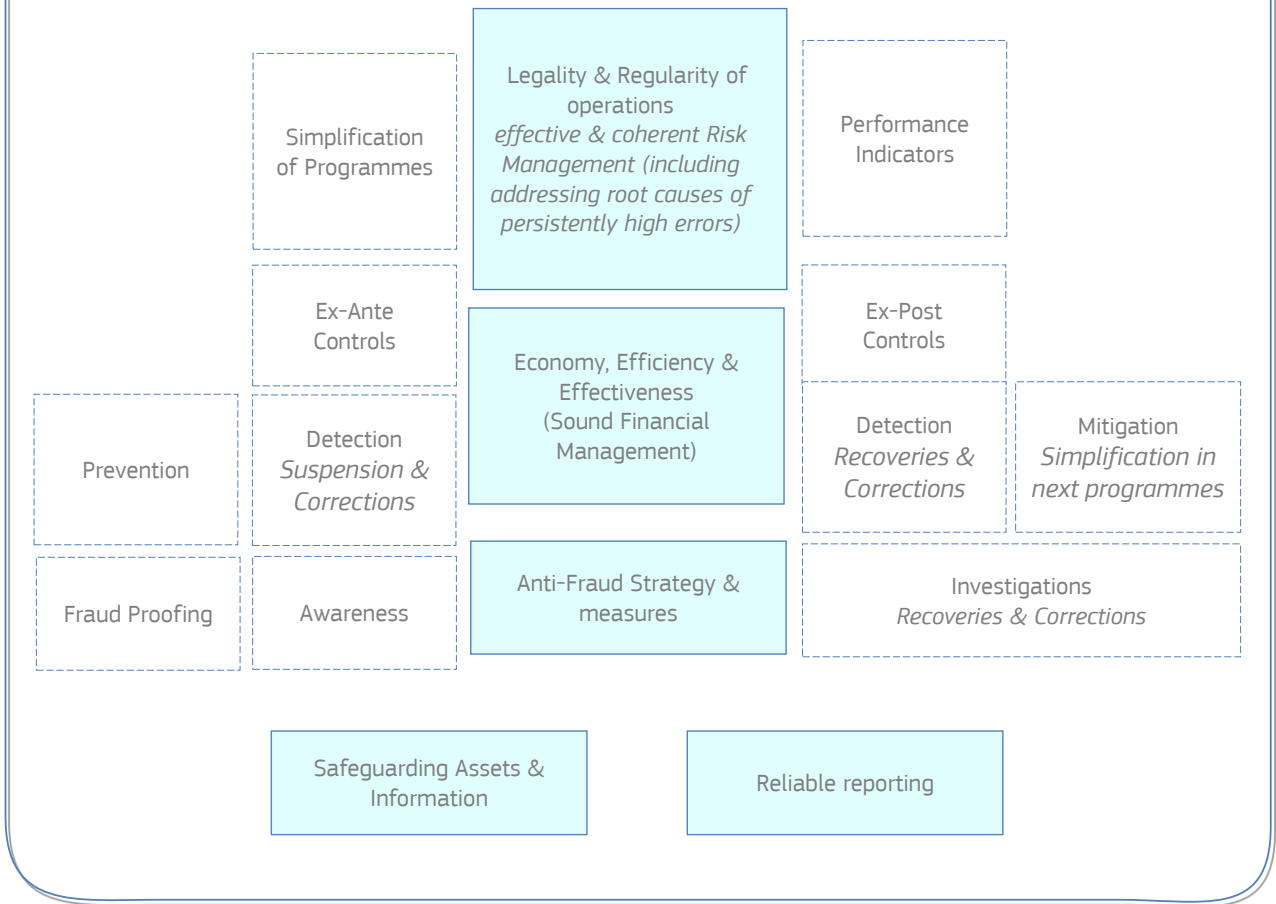 Simplification
of Programmes
Legality & Regularity of
operations
effective & coherent Risk
Management (including
addressing root causes of
persistently high errors)
Performance
Indicators
Ex-Ante
Controls
Economy, Efficiency &
Effectiveness
(Sound Financial
Management)
Ex-Post
Controls
Prevention
Detection
Suspension &
Corrections
Detection
Recoveries &
Corrections
Mitigation
Simplification in
next programmes
Fraud Proofing
Awareness
Anti-Fraud Strategy &
measures
Investigations
Recoveries & Corrections
Safeguarding Assets &
Information
Reliable reporting